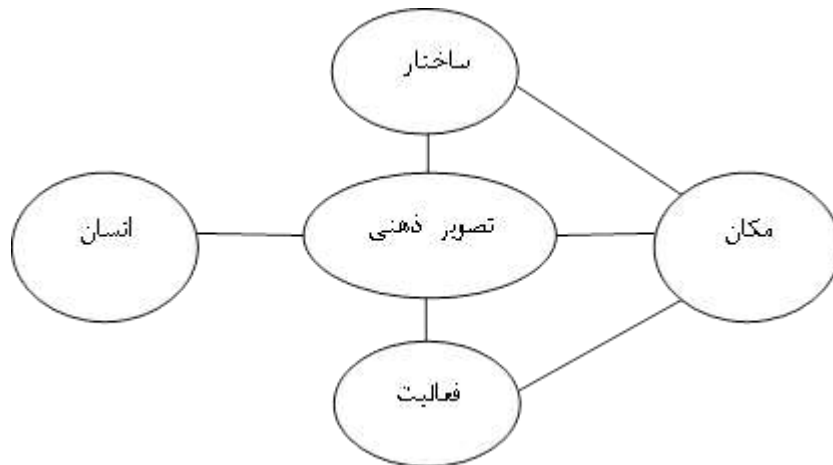 ساختار
مکان
تصویر ذهنی
انسان
فعالیت